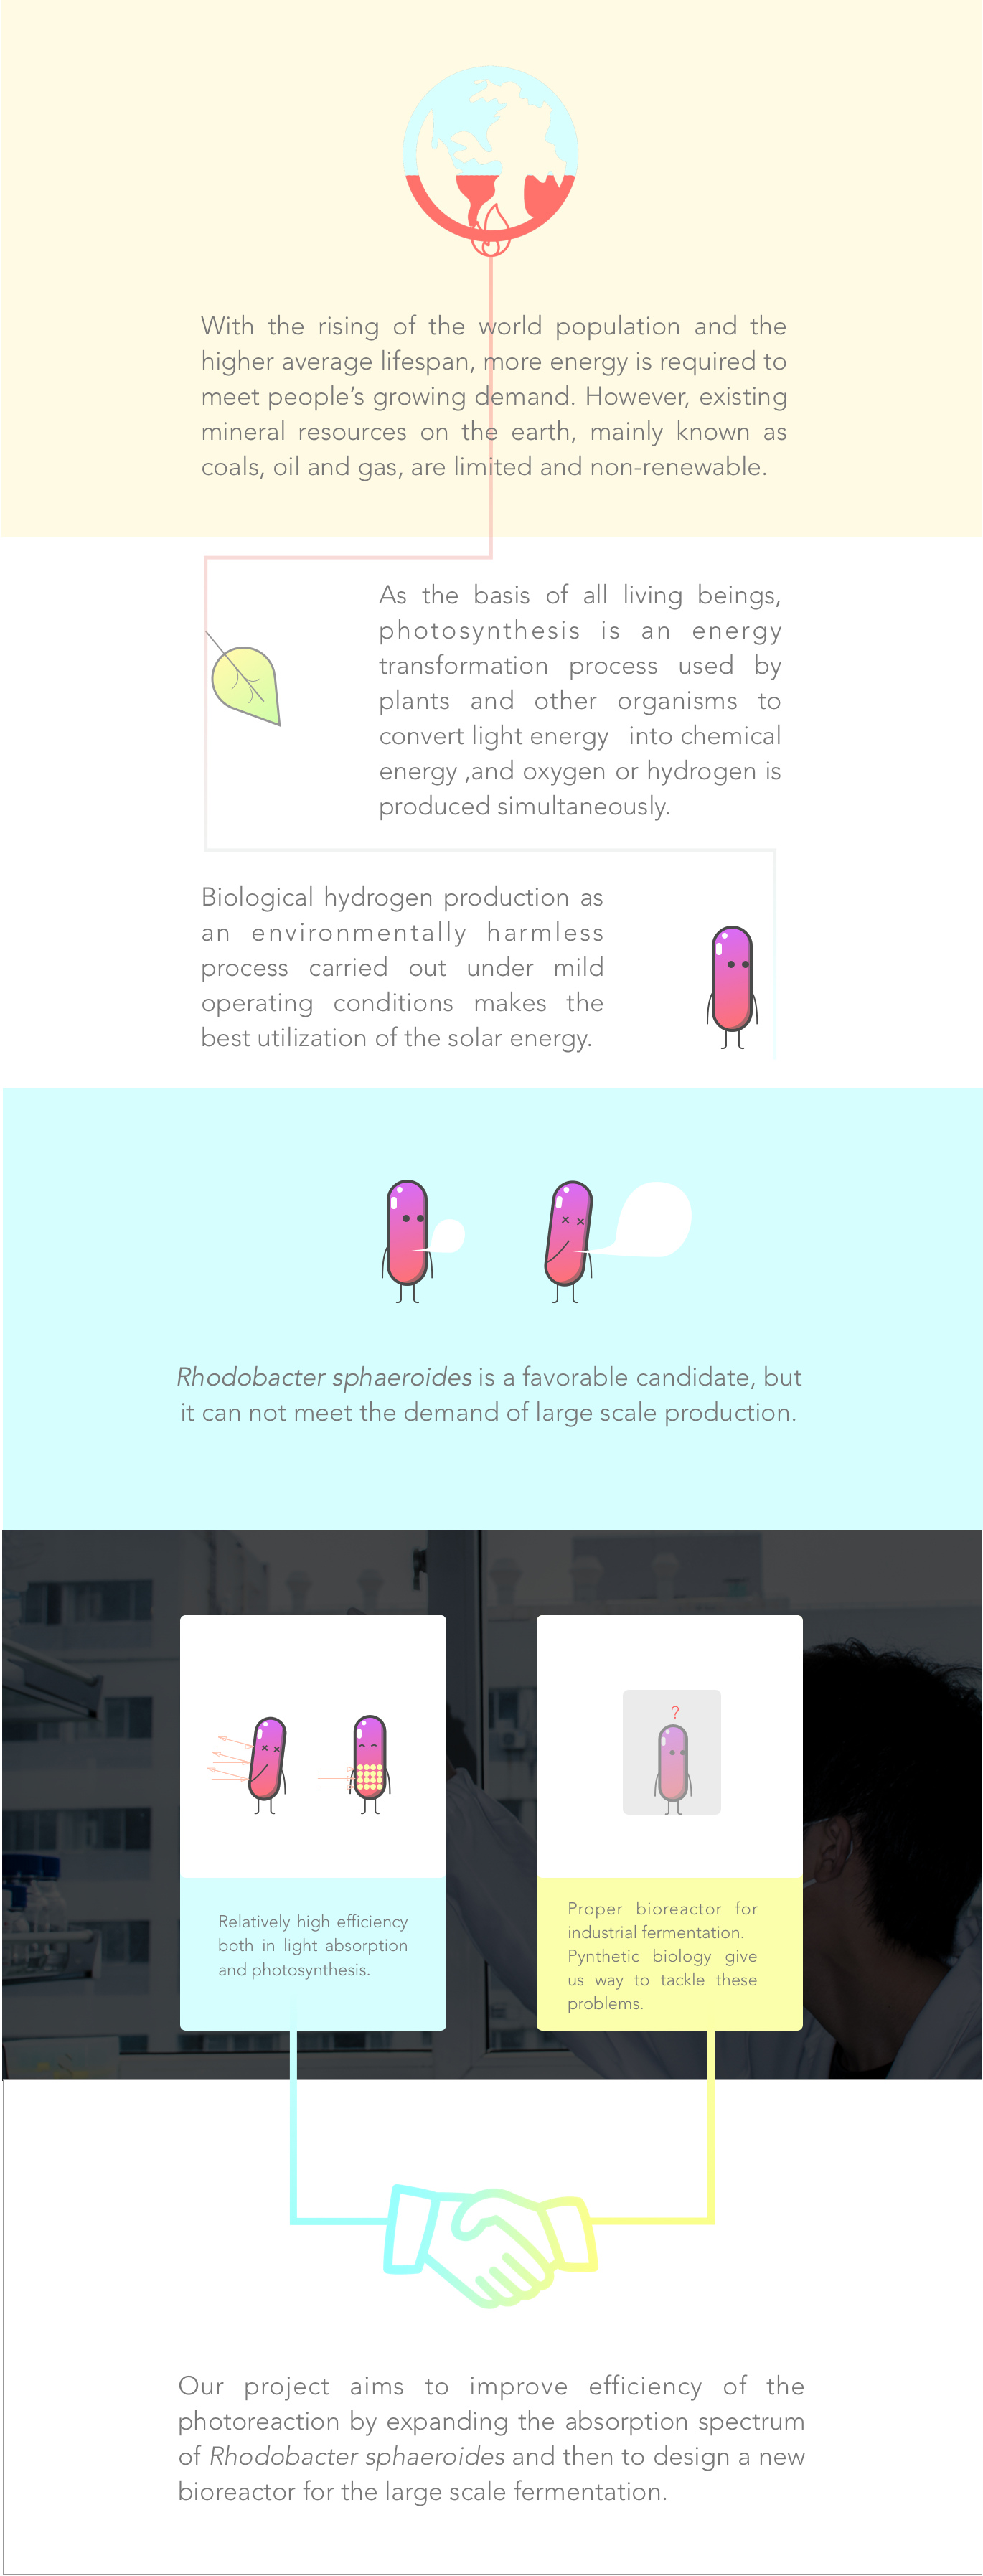 With the rising of the world population and the
higher average lifespan, more energy is required to
meet people’s growing demand. However, existing
mineral resources on the earth, mainly known as
coals, oil and gas, are limited and non-renewable.
As the basis of all living beings,
photosynthesis is an energy
transformation process used by
plants and other organisms to
convert light energy into chemical
energy ,and oxygen or hydrogen is
produced simultaneously.
Biological hydrogen production as
an environmentally harmless
process carried out under mild
operating conditions makes the
best utilization of the solar energy.
Rhodobacter sphaeroides is a favorable candidate, but
it can not meet the demand of large scale production.
?
Relatively high efficiency
both in light absorption
and photosynthesis.
Proper bioreactor for
industrial fermentation.
Pynthetic biology give
us way to tackle these
problems.
Our project aims to improve efficiency of the
photoreaction by expanding the absorption spectrum
of Rhodobacter sphaeroides and then to design a new
bioreactor for the large scale fermentation.